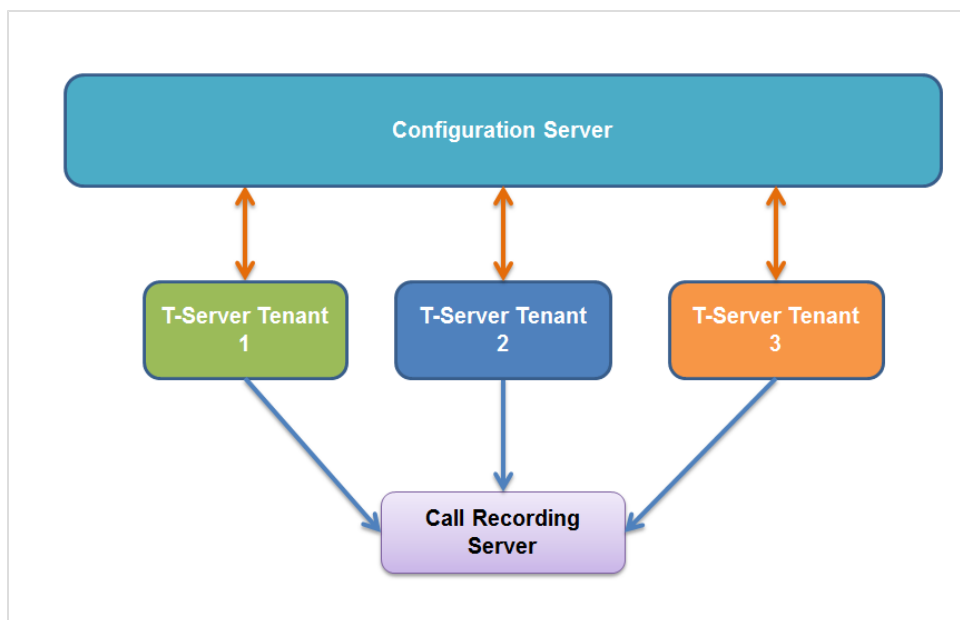 Configuration Server
T-Server Tenant
1
T-Server Tenant
2
T-Server Tenant
3
Call Recording
Server